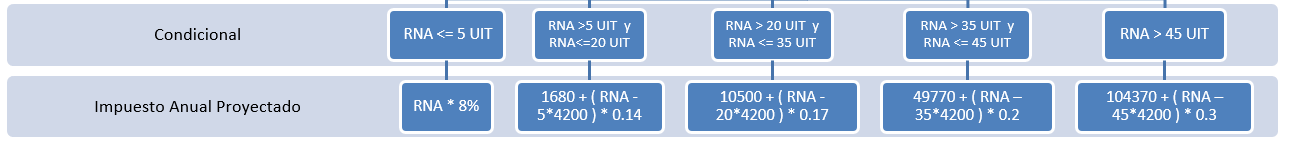 Condicional
RNA <= 5 UIT
RNA >5 UIT y
RNA<=20 UIT
RNA > 20 UIT y
RNA <= 35 UIT
RNA > 35 UIT y
RNA <= 45 UIT
RNA > 45 UIT
Impuesto Anual Proyectado
RNA * 8%
1680 + ( RNA -
5*4200 ) * 0.14
10500 + ( RNA -
20*4200 ) * 0.17
49770 + ( RNA –
35*4200 ) * 0.2
104370 + ( RNA –
45*4200 ) * 0.3